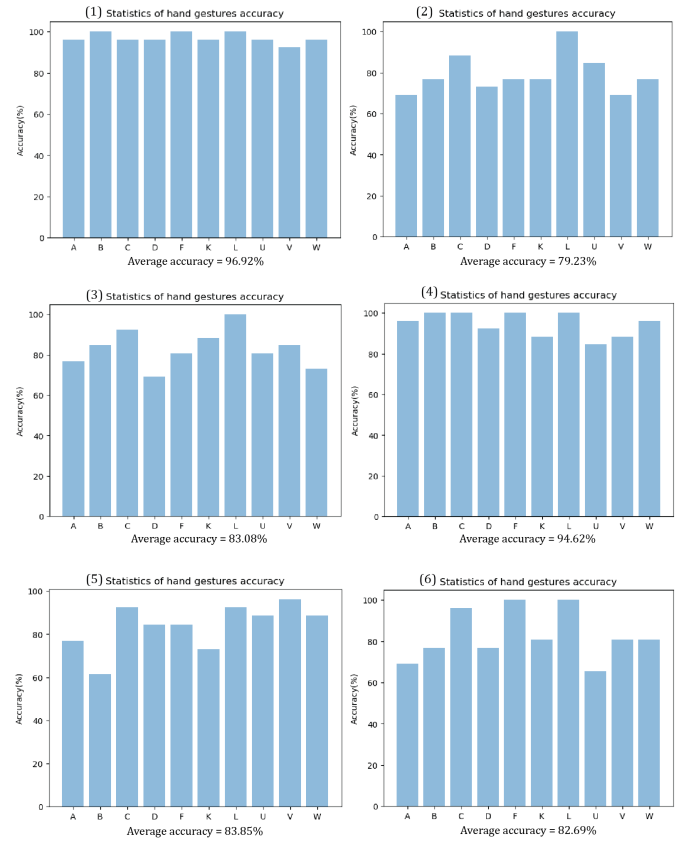 (1) Statistics of hand gestures accuracy
100
80
60
40
20
0
Accuracy(%)
A B C D F K L U V W
Average accuracy = 96.92%
(2) Statistics of hand gestures accuracy
100
80
60
40
20
0
Accuracy(%)
A B C D F K L U V W
Average accuracy = 79.23%
(3) Statistics of hand gestures accuracy
100
80
60
40
20
0
Accuracy(%)
A B C D F K L U V W
Average accuracy = 83.08%
(4) Statistics of hand gestures accuracy
100
80
60
40
20
0
Accuracy(%)
A B C D F K L U V W
Average accuracy = 94.62%
(5) Statistics of hand gestures accuracy
100
80
60
40
20
0
Accuracy(%)
A B C D F K L U V W
Average accuracy = 83.85%
(6) Statistics of hand gestures accuracy
100
80
60
40
20
0
Accuracy(%)
A B C D F K L U V W
Average accuracy = 82.69%